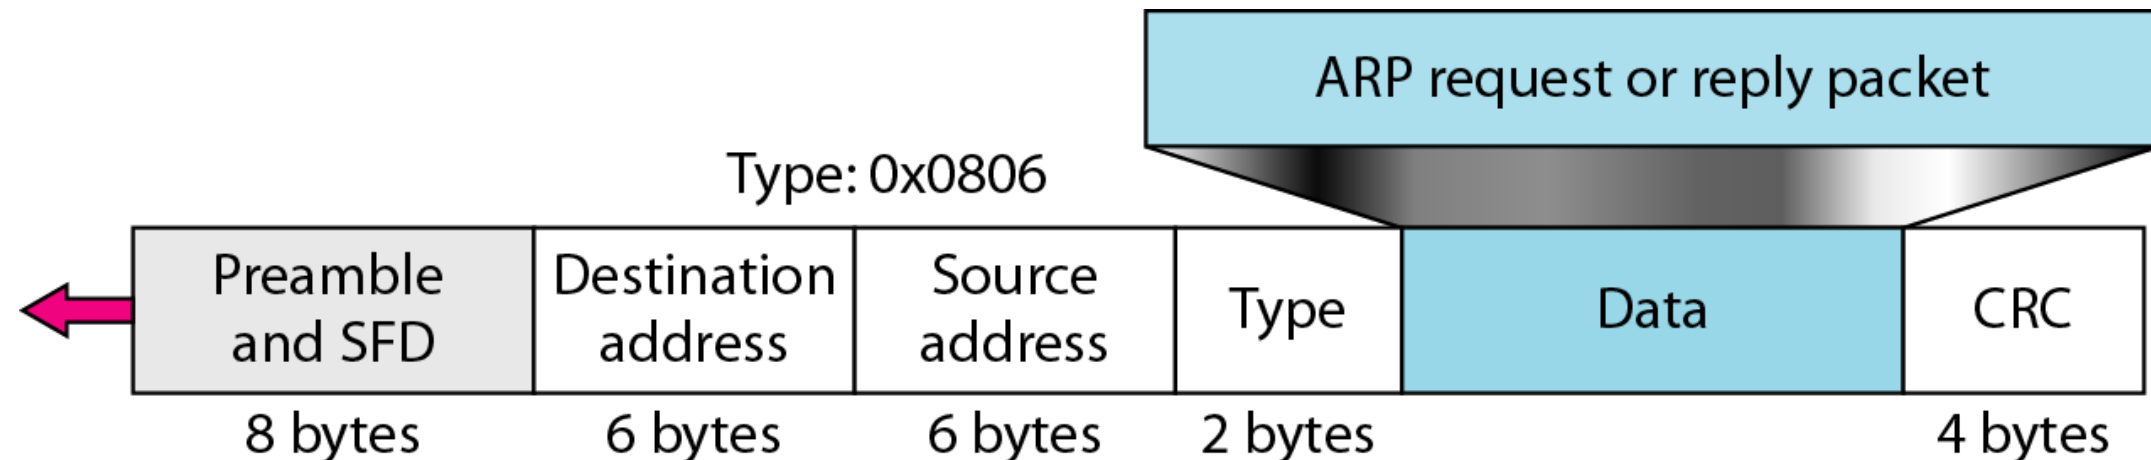 ARP request or reply packet
Type: 0x0806
Preamble
and SFD
Destination
address
Source
address
Type
Data
CRC
8 bytes
6 bytes
6 bytes
2 bytes
4 bytes